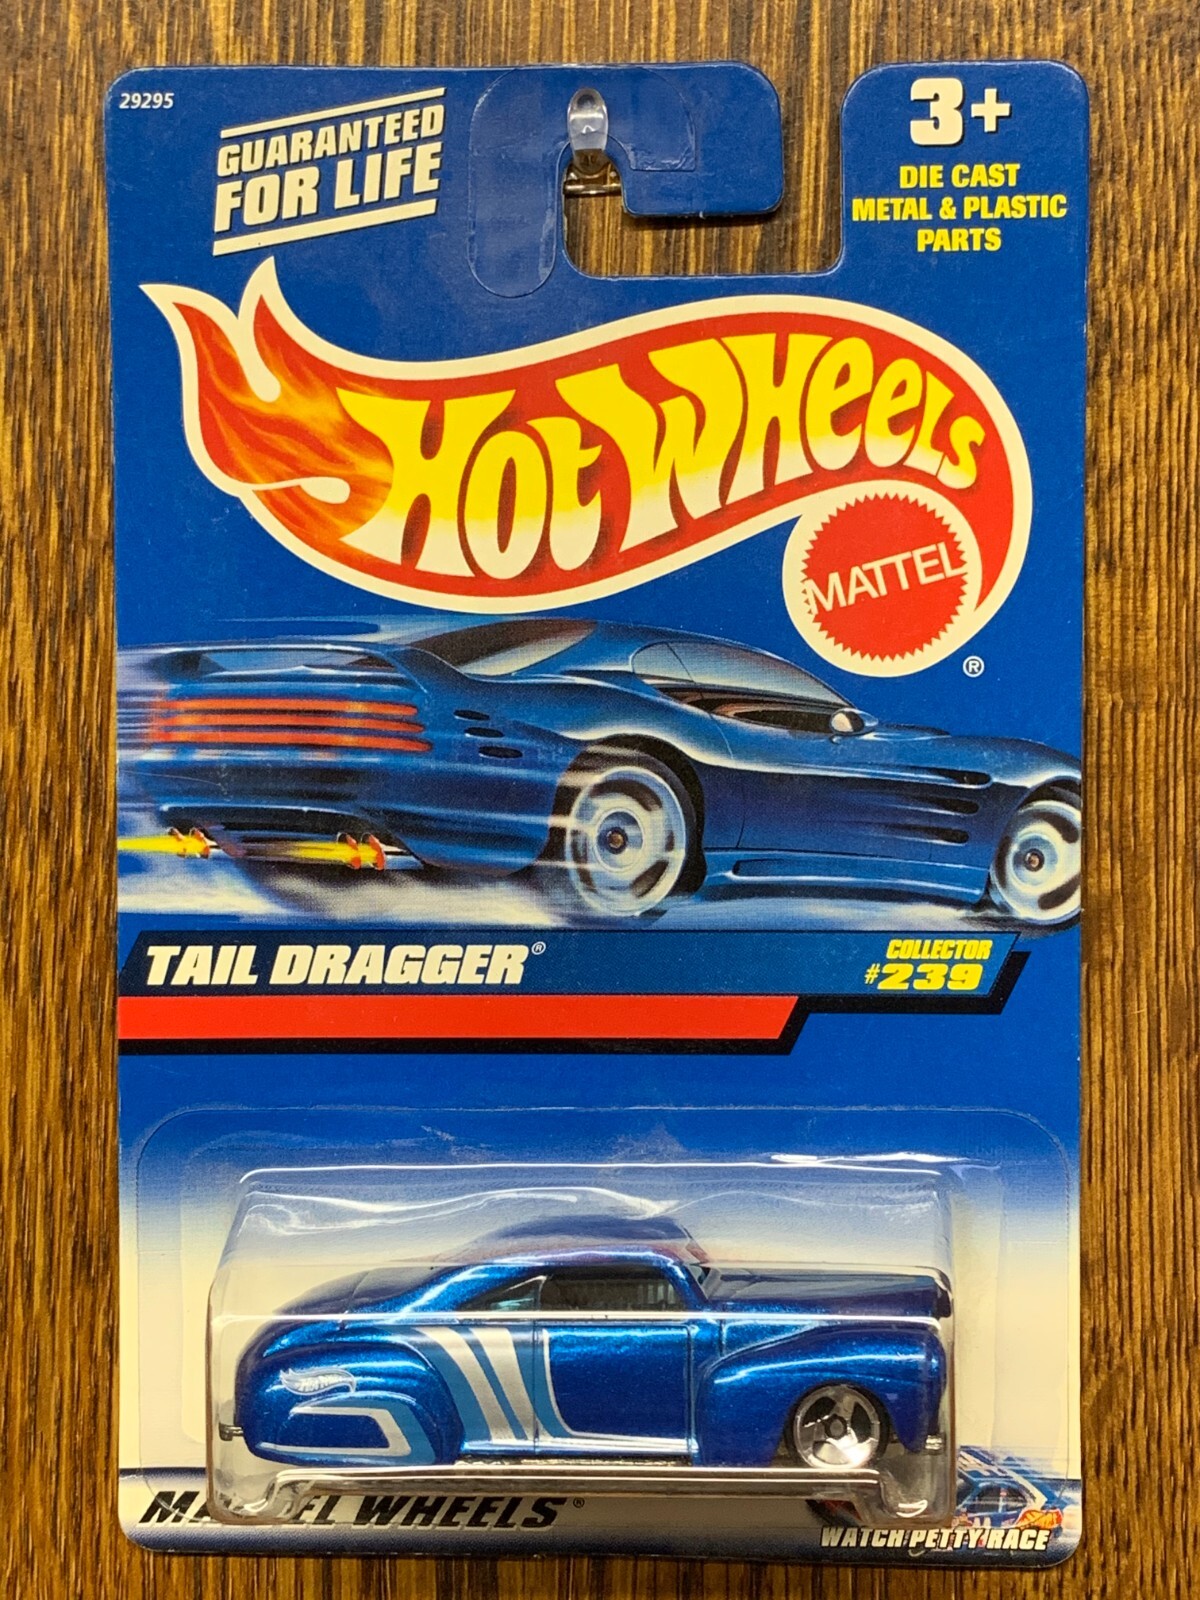 29295
GUARANTEED
FOR LIFE
3+
DIE CAST
METAL & PLASTIC
PARTS
HOT WHEELS
MATTEL
®
TAIL DRAGGER®
COLLECTOR
#239
WHEELS®
WATCH PETTY RACE